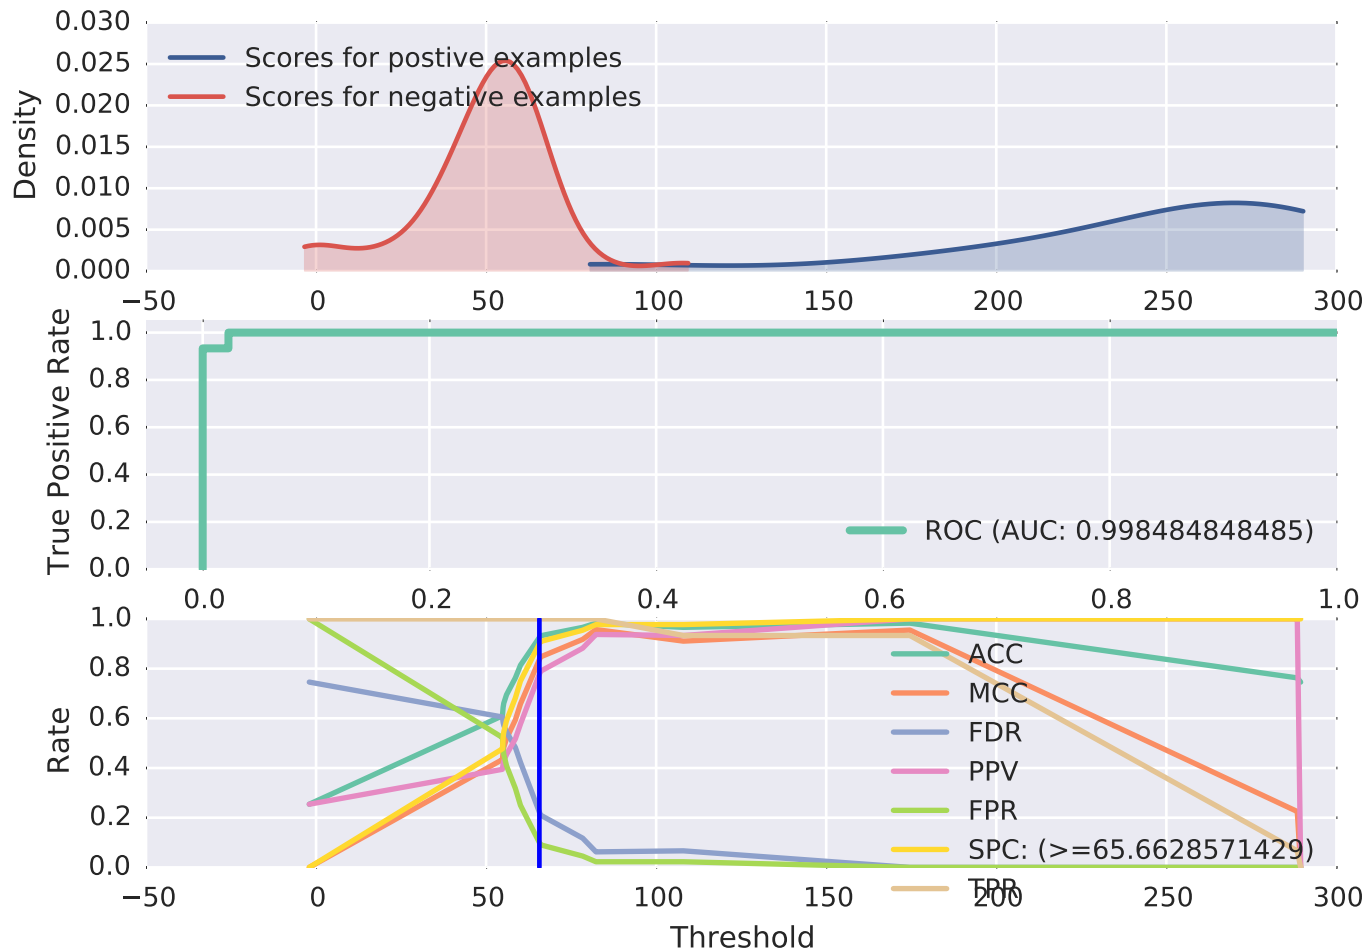 0.030
0.025
0.020
0.015
0.010
0.005
0.000
Density
Scores for postive examples
Scores for negative examples
−50 0 50 100 150 200 250 300
1.0
0.8
0.6
0.4
0.2
0.0
True Positive Rate
ROC (AUC: 0.998484848485)
0.0 0.2 0.4 0.6 0.8 1.0
1.0
0.8
0.6
0.4
0.2
0.0
Rate
ACC
MCC
FDR
PPV
FPR
SPC: (>=65.6628571429)
TPR
−50 0 50 100 150 200 250 300
Threshold